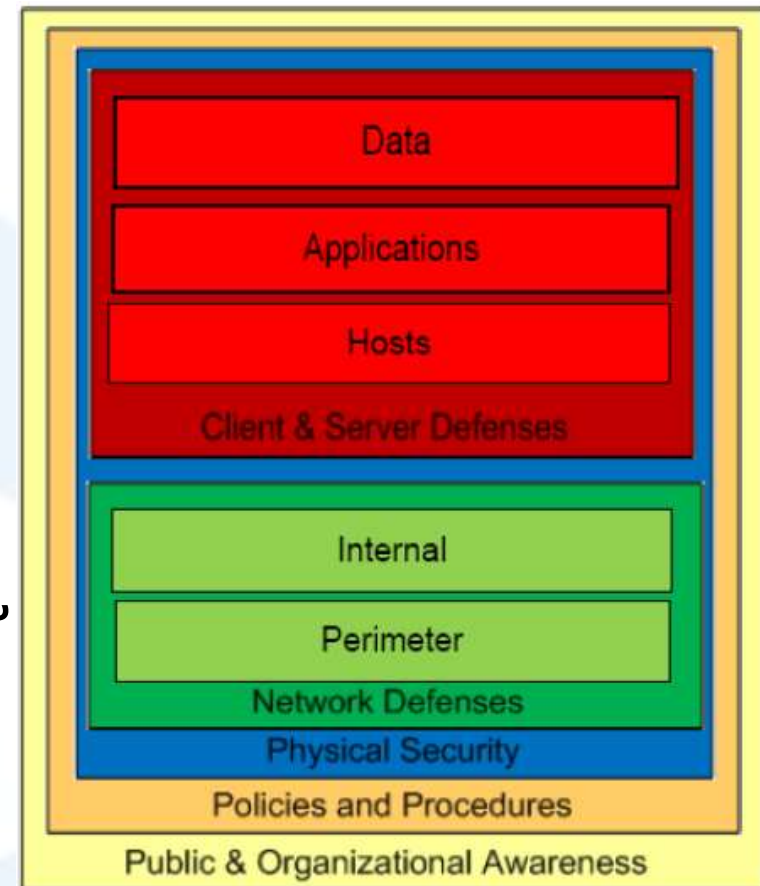 Data
Applications
Hosts
Client & Server Defenses
Internal
Perimeter
Network Defenses
Physical Security
Policies and Procedures
Public & Organizational Awareness